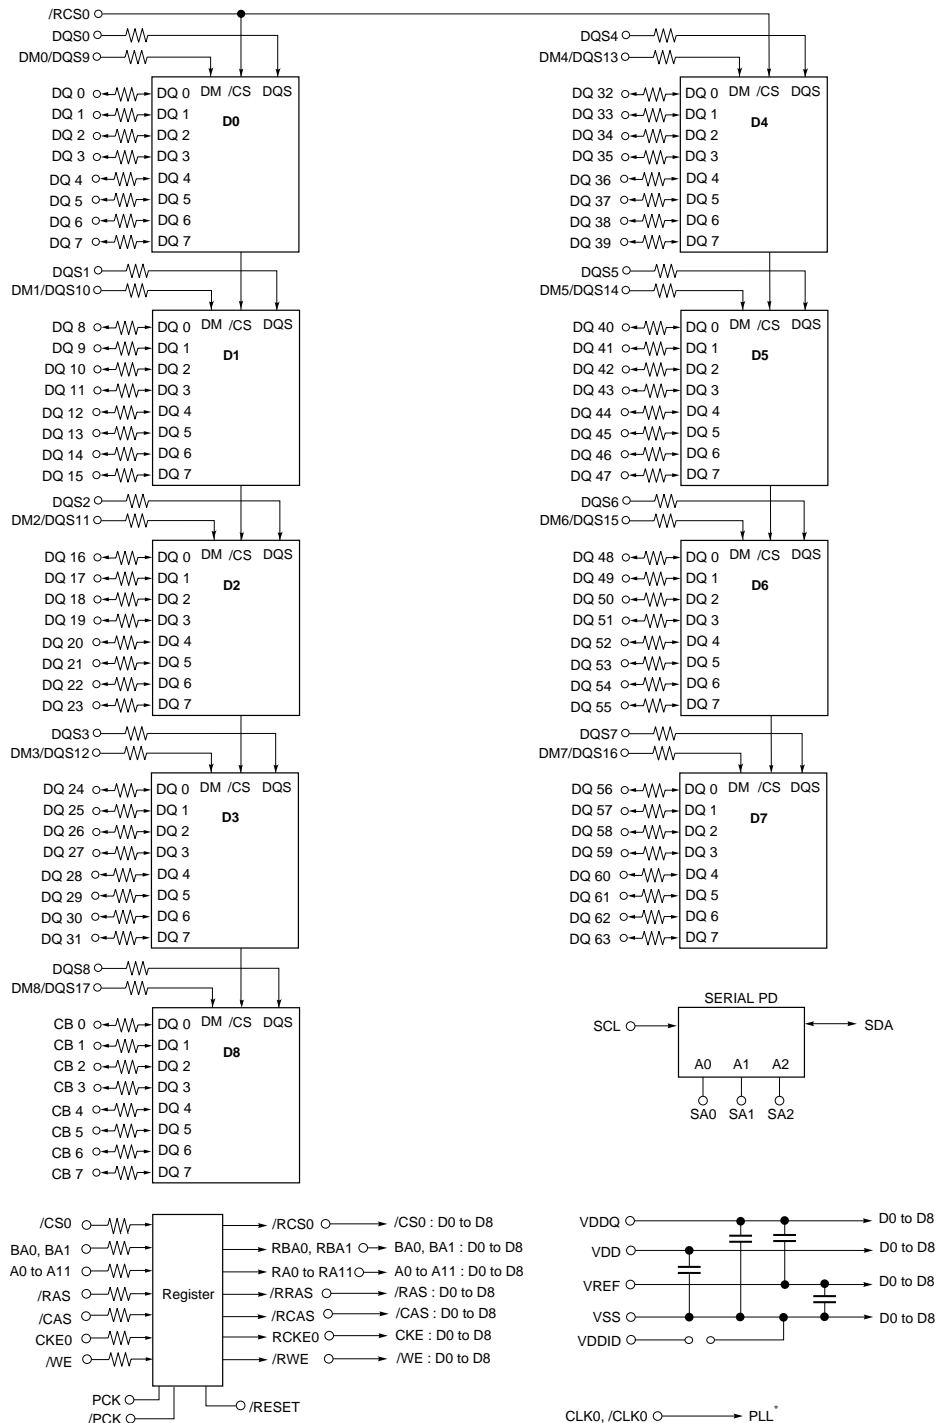 /RCS0
DQS0
DM0/DQS9
DM /CS DQS
D0
DQ 0 DQ 0
DQ 1 DQ 1
DQ 2 DQ 2
DQ 3 DQ 3
DQ 4 DQ 4
DQ 5 DQ 5
DQ 6 DQ 6
DQ 7 DQ 7
DQS1
DM1/DQS10
DM /CS DQS
D1
DQ 8 DQ 0
DQ 9 DQ 1
DQ 10 DQ 2
DQ 11 DQ 3
DQ 12 DQ 4
DQ 13 DQ 5
DQ 14 DQ 6
DQ 15 DQ 7
DQS2
DM2/DQS11
DM /CS DQS
D2
DQ 16 DQ 0
DQ 17 DQ 1
DQ 18 DQ 2
DQ 19 DQ 3
DQ 20 DQ 4
DQ 21 DQ 5
DQ 22 DQ 6
DQ 23 DQ 7
DQS3
DM3/DQS12
DM /CS DQS
D3
DQ 24 DQ 0
DQ 25 DQ 1
DQ 26 DQ 2
DQ 27 DQ 3
DQ 28 DQ 4
DQ 29 DQ 5
DQ 30 DQ 6
DQ 31 DQ 7
DQS8
DM8/DQS17
DM /CS DQS
D8
CB 0 DQ 0
CB 1 DQ 1
CB 2 DQ 2
CB 3 DQ 3
CB 4 DQ 4
CB 5 DQ 5
CB 6 DQ 6
CB 7 DQ 7
DQS4
DM4/DQS13
DM /CS DQS
D4
DQ 32 DQ 0
DQ 33 DQ 1
DQ 34 DQ 2
DQ 35 DQ 3
DQ 36 DQ 4
DQ 37 DQ 5
DQ 38 DQ 6
DQ 39 DQ 7
DQS5
DM5/DQS14
DM /CS DQS
D5
DQ 40 DQ 0
DQ 41 DQ 1
DQ 42 DQ 2
DQ 43 DQ 3
DQ 44 DQ 4
DQ 45 DQ 5
DQ 46 DQ 6
DQ 47 DQ 7
DQS6
DM6/DQS15
DM /CS DQS
D6
DQ 48 DQ 0
DQ 49 DQ 1
DQ 50 DQ 2
DQ 51 DQ 3
DQ 52 DQ 4
DQ 53 DQ 5
DQ 54 DQ 6
DQ 55 DQ 7
DQS7
DM7/DQS16
DM /CS DQS
D7
DQ 56 DQ 0
DQ 57 DQ 1
DQ 58 DQ 2
DQ 59 DQ 3
DQ 60 DQ 4
DQ 61 DQ 5
DQ 62 DQ 6
DQ 63 DQ 7
SERIAL PD
SCL SDA
A0 A1 A2
SA0 SA1 SA2
/CS0 /RCS0 /CS0 : D0 to D8
BA0, BA1 RBA0, RBA1 BA0, BA1 : D0 to D8
A0 to A11 RA0 to RA11 A0 to A11 : D0 to D8
/RAS Register /RRAS /RAS : D0 to D8
/CAS /RCAS /CAS : D0 to D8
CKE0 RCKE0 CKE : D0 to D8
/WE /RWE /WE : D0 to D8
PCK
/PCK
/RESET
VDDQ D0 to D8
VDD D0 to D8
VREF D0 to D8
VSS D0 to D8
VDDID
CLK0, /CLK0 PLL*